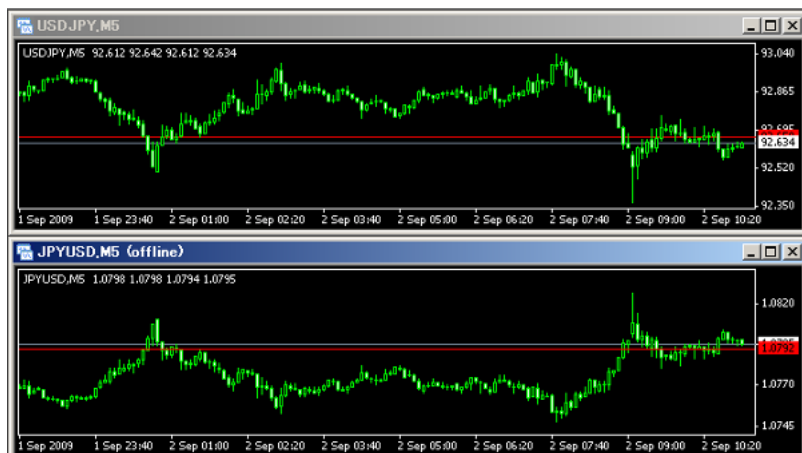 USDJPY,M5
USDJPY,M5 92.612 92.642 92.612 92.634
93.040
92.865
92.695
92.634
92.520
92.350
1 Sep 2009 1 Sep 23:40 2 Sep 01:00 2 Sep 02:20 2 Sep 03:40 2 Sep 05:00 2 Sep 06:20 2 Sep 07:40 2 Sep 09:00 2 Sep 10:20
JPYUSD,M5 (offline)
JPYUSD,M5 1.0798 1.0798 1.0794 1.0795
1.0820
1.0792
1.0770
1.0745
1 Sep 2009 1 Sep 23:40 2 Sep 01:00 2 Sep 02:20 2 Sep 03:40 2 Sep 05:00 2 Sep 06:20 2 Sep 07:40 2 Sep 09:00 2 Sep 10:20